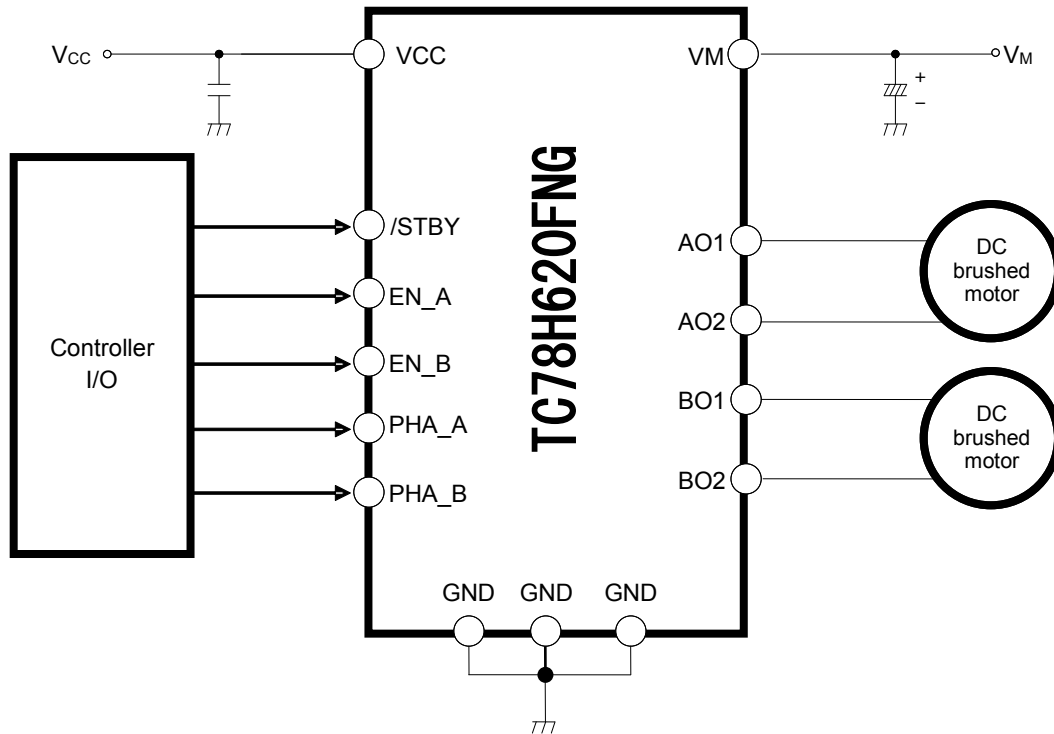 VCC
VCC
VM
VM
+
−
TC78H620FNG
Controller
I/O
/STBY
EN_A
EN_B
PHA_A
PHA_B
AO1
AO2
BO1
BO2
DC
brushed
motor
DC
brushed
motor
GND
GND
GND